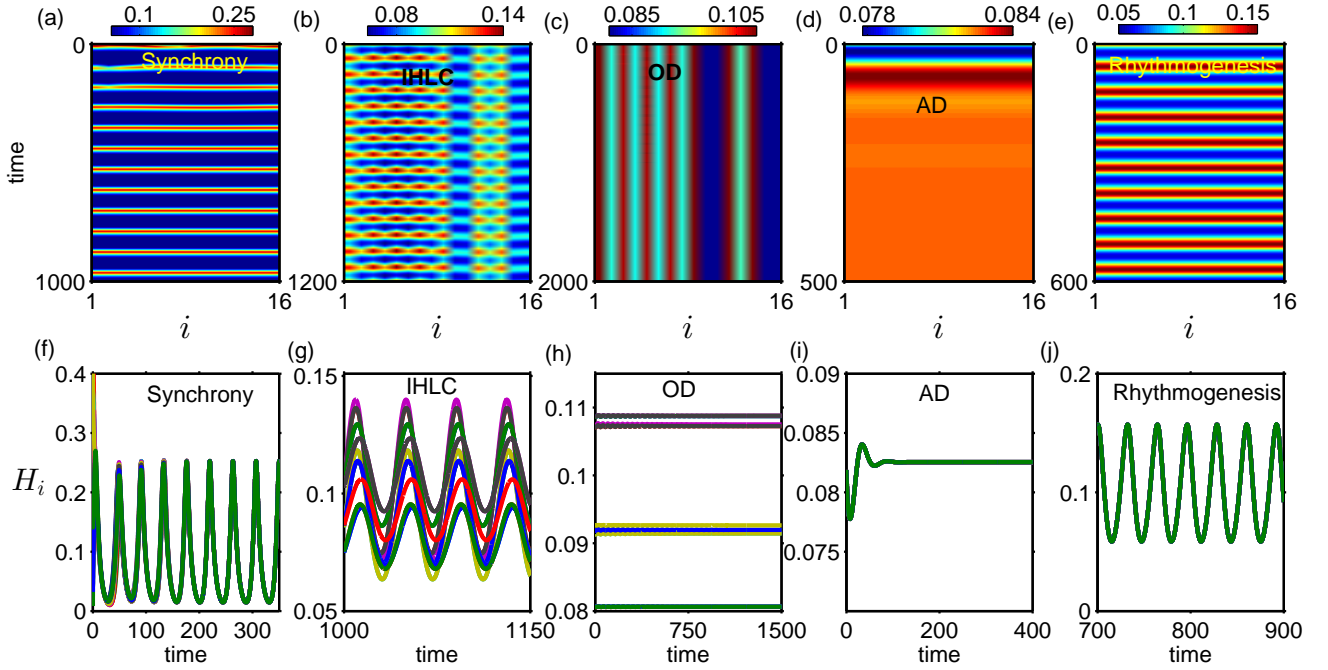 (a) 0.1 0.25 (b) 0.08 0.14 (c) 0.085 0.105 (d) 0.078 0.084 (e) 0.05 0.1 0.15
0 Synchrony 0 IHLC 0 OD 0 AD 0 Rhythmogenesis
time
1000 1200 2000 500 600
1 16 1 16 1 16 1 16 1 16
i i i i i
(f) (g) (h) (i) (j)
0.4 Synchrony 0.15 IHLC OD 0.09 AD 0.2 Rhythmogenesis
0.11
0.3 0.085
H_i 0.2 0.1 0.1 0.08 0.1
0.09
0.1 0.075
0 0.05 0.08 0
0 100 200 300 1000 1150 0 750 1500 0 200 400 700 800 900
time time time time time